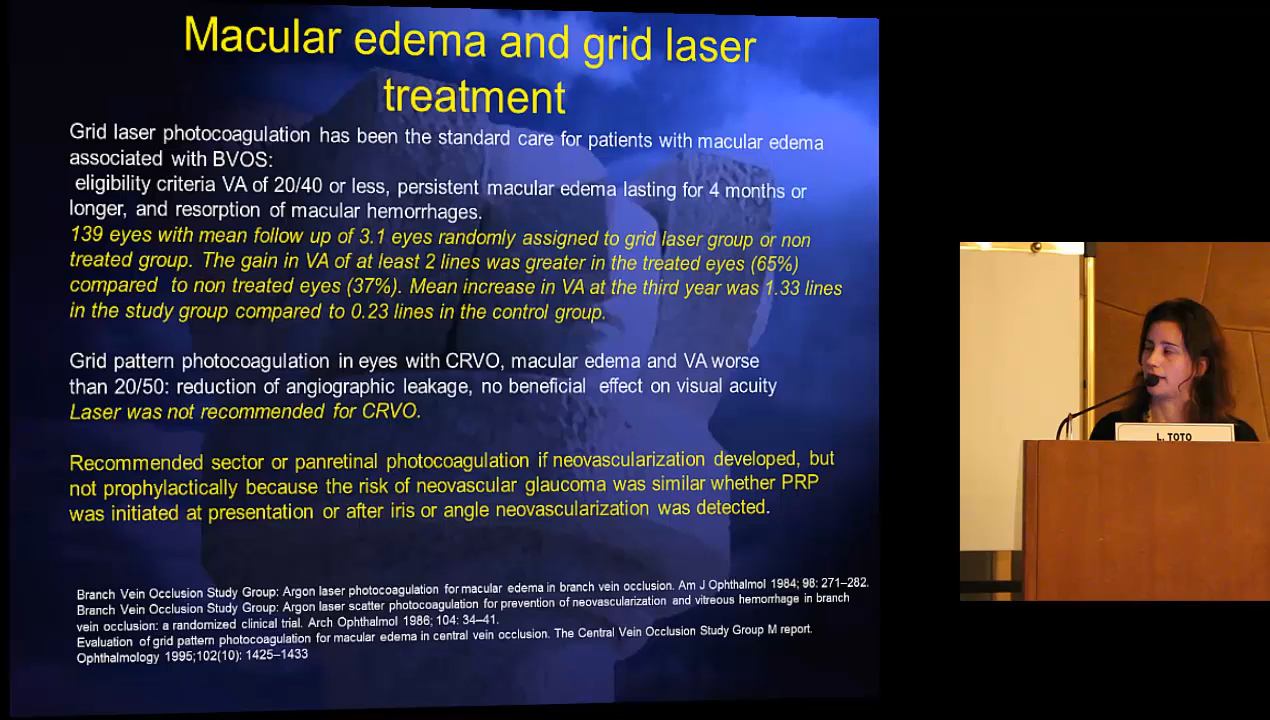 Macular edema and grid laser
treatment
Grid laser photocoagulation has been the standard care for patients with macular edema
associated with BVOS:
eligibility criteria VA of 20/40 or less, persistent macular edema lasting for 4 months or
longer, and resorption of macular hemorrhages.
139 eyes with mean follow up of 3.1 eyes randomly assigned to grid laser group or non
treated group. The gain in VA of at least 2 lines was greater in the treated eyes (65%)
compared to non treated eyes (37%). Mean increase in VA at the third year was 1.33 lines
in the study group compared to 0.23 lines in the control group.
Grid pattern photocoagulation in eyes with CRVO, macular edema and VA worse
than 20/50: reduction of angiographic leakage, no beneficial effect on visual acuity
Laser was not recommended for CRVO.
Recommended sector or panretinal photocoagulation if neovascularization developed, but
not prophylactically because the risk of neovascular glaucoma was similar whether PRP
was initiated at presentation or after iris or angle neovascularization was detected.
Branch Vein Occlusion Study Group: Argon laser photocoagulation for macular edema in branch vein occlusion. Am J Ophthalmol 1984; 98: 271–282.
Branch Vein Occlusion Study Group: Argon laser scatter photocoagulation for prevention of neovascularization and vitreous hemorrhage in branch
vein occlusion: a randomized clinical trial. Arch Ophthalmol 1986; 104: 34–41.
Evaluation of grid pattern photocoagulation for macular edema in central vein occlusion. The Central Vein Occlusion Study Group M report.
Ophthalmology 1995;102(10): 1425–1433
L. TOTO